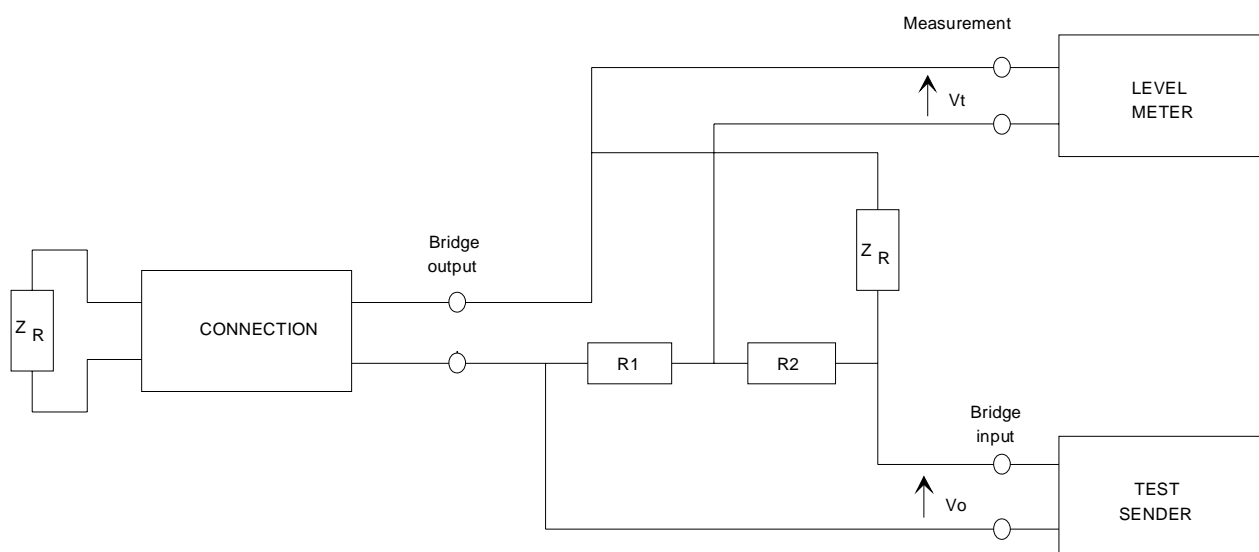 Measurement
LEVEL
METER
Vt
Z R
Bridge
output
Z R
CONNECTION
R1
R2
Bridge
input
Vo
TEST
SENDER